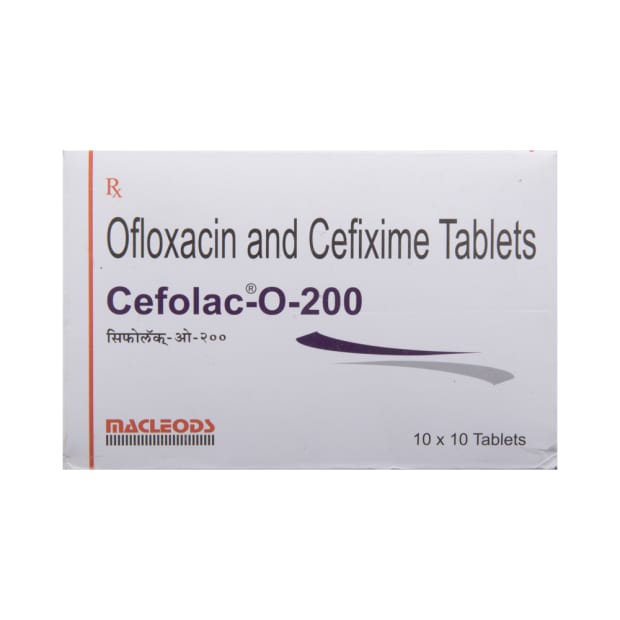 Rx
Ofloxacin and Cefixime Tablets
Cefolac®-O-200
सिफोलॅक्-ओ-२००
MACLEODS
10 x 10 Tablets